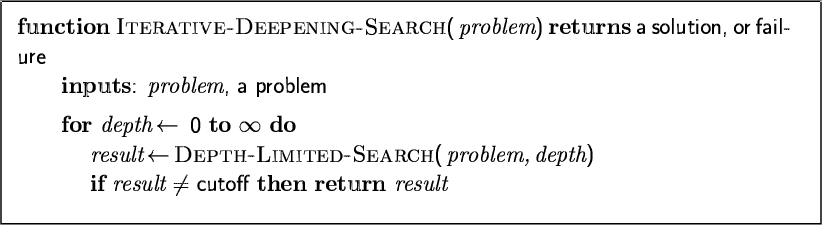 function ITERATIVE-DEEPENING-SEARCH( problem) returns a solution, or fail-
ure
inputs: problem, a problem
for depth ← 0 to ∞ do
result ← DEPTH-LIMITED-SEARCH( problem, depth)
if result ≠ cutoff then return result